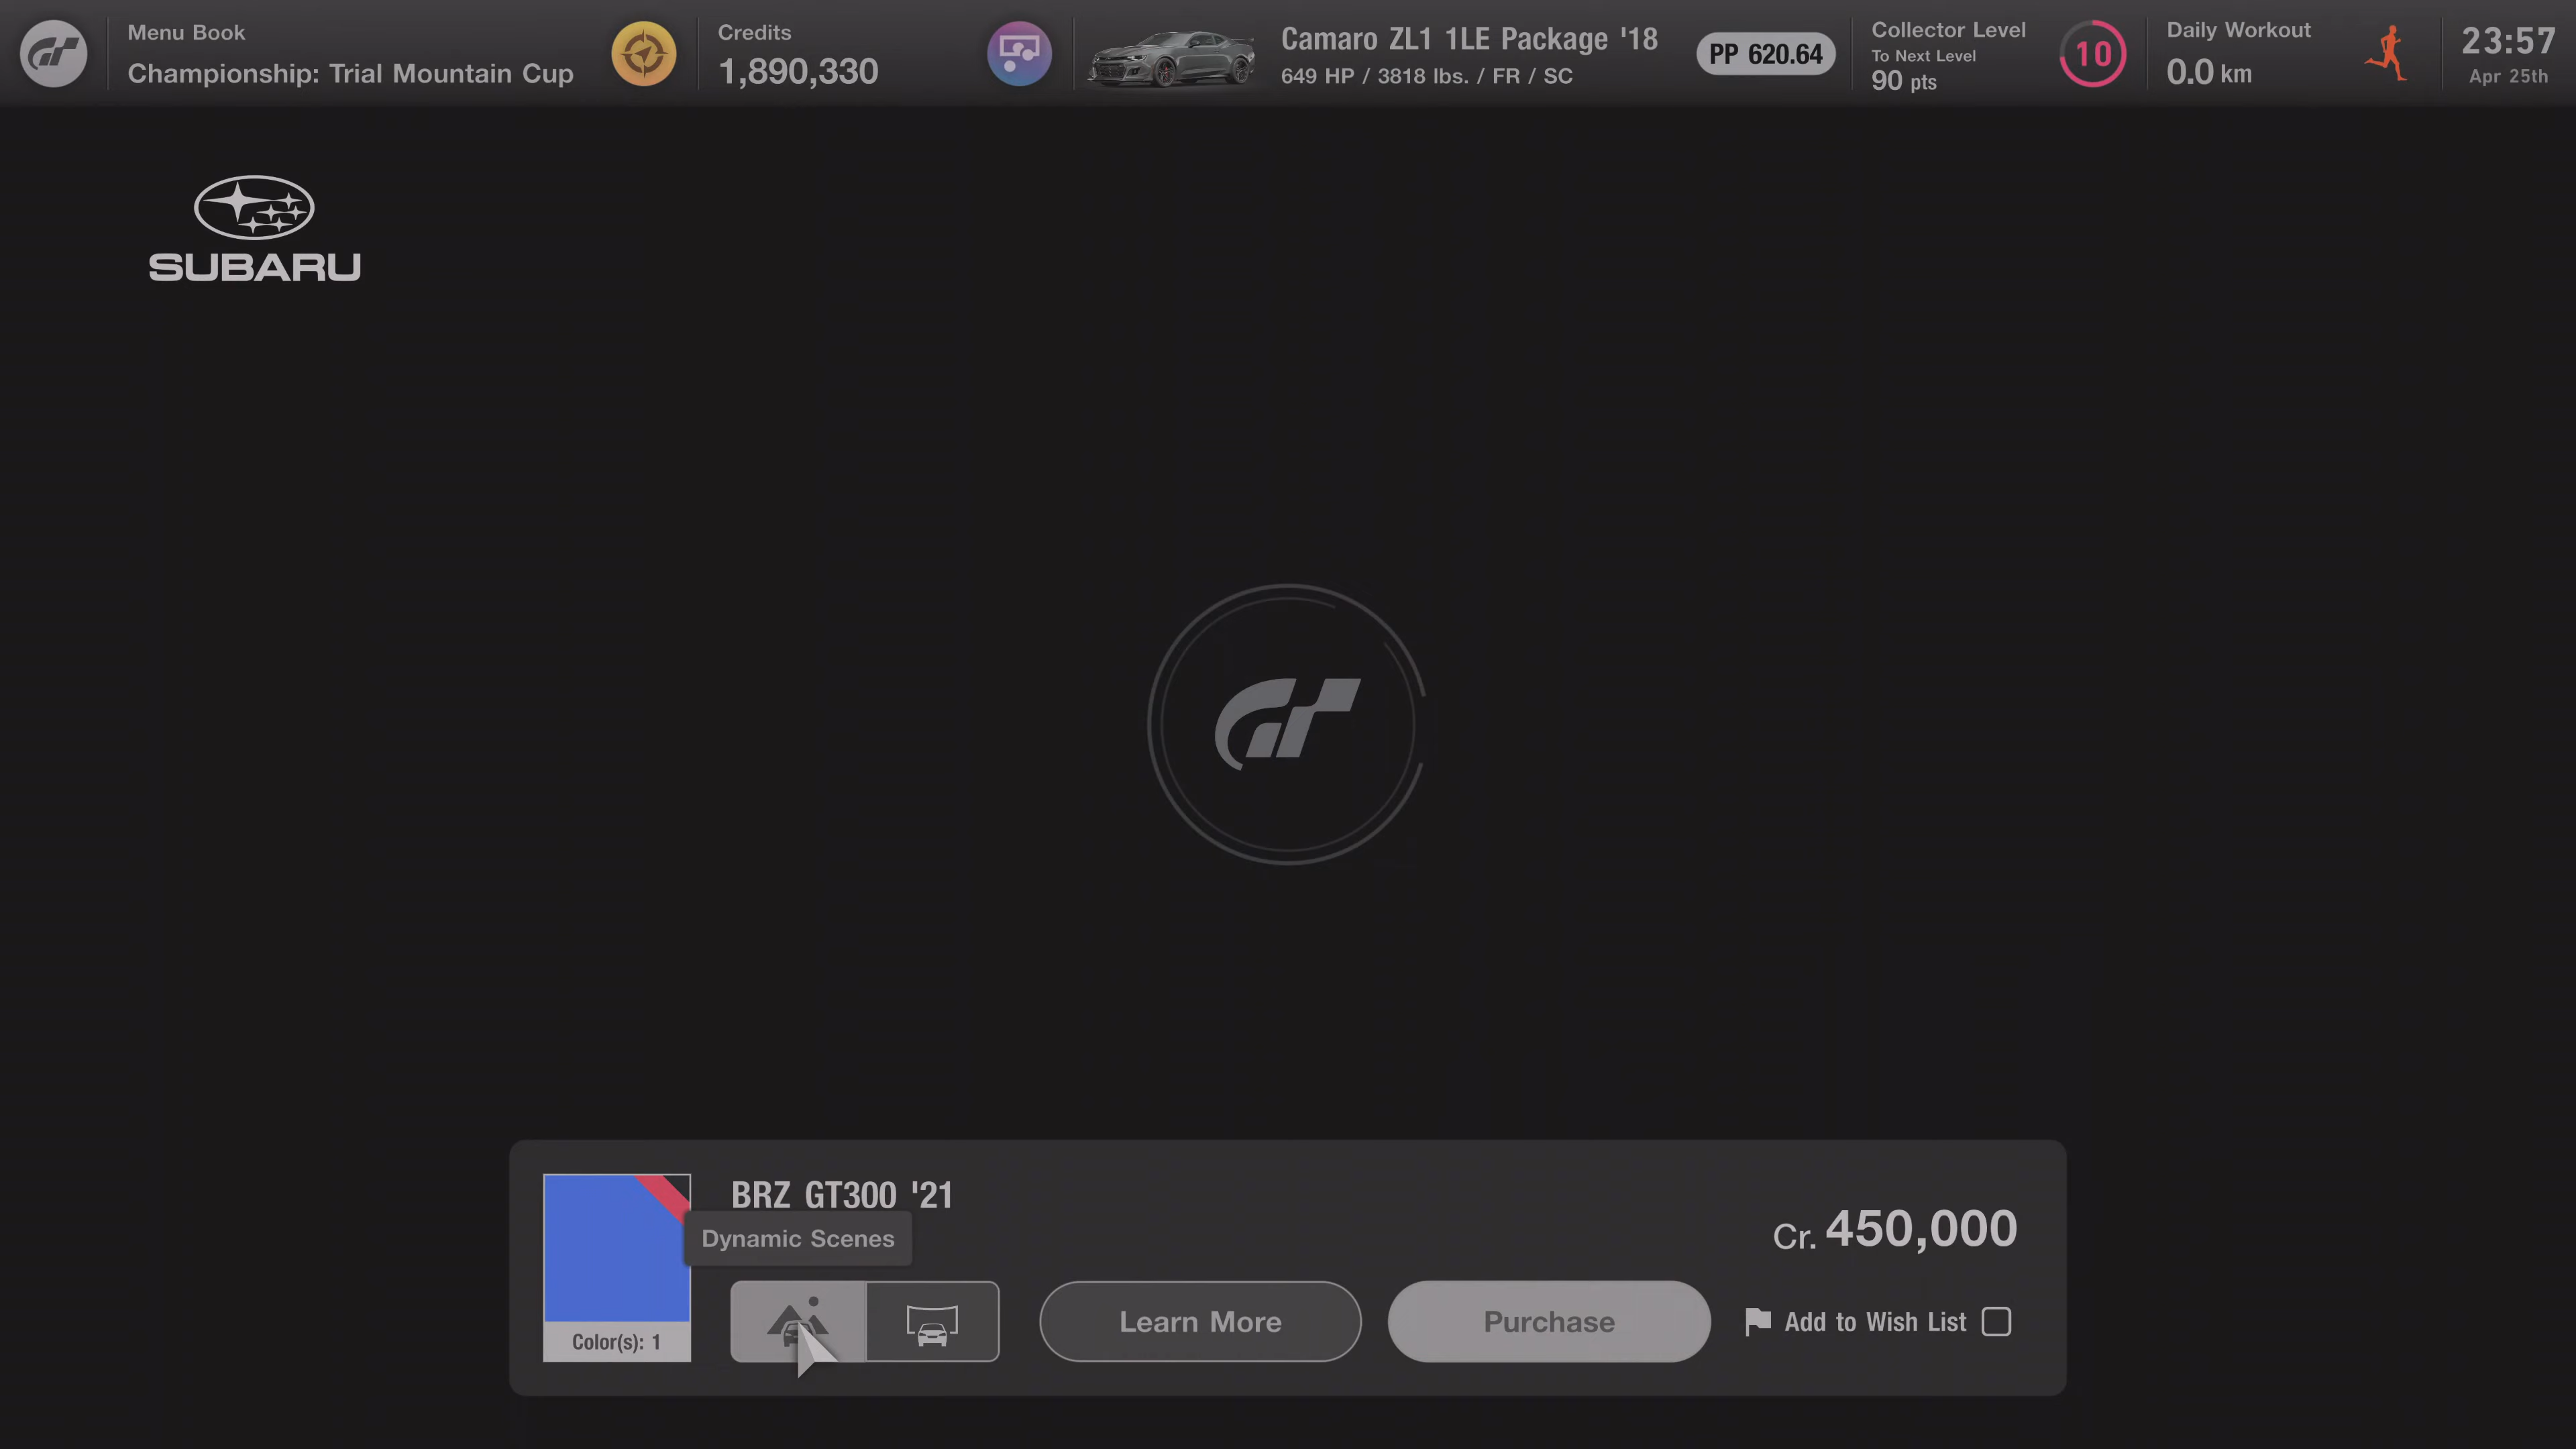 Menu Book
Championship: Trial Mountain Cup
Credits
1,890,330
Camaro ZL1 1LE Package '18
649 HP / 3818 lbs. / FR / SC
PP 620.64
Collector Level
To Next Level
90 pts
10
Daily Workout
0.0 km
23:57
Apr 25th
SUBARU
GT
BRZ GT300 '21
Dynamic Scenes
Cr. 450,000
Color(s): 1
Learn More
Purchase
Add to Wish List